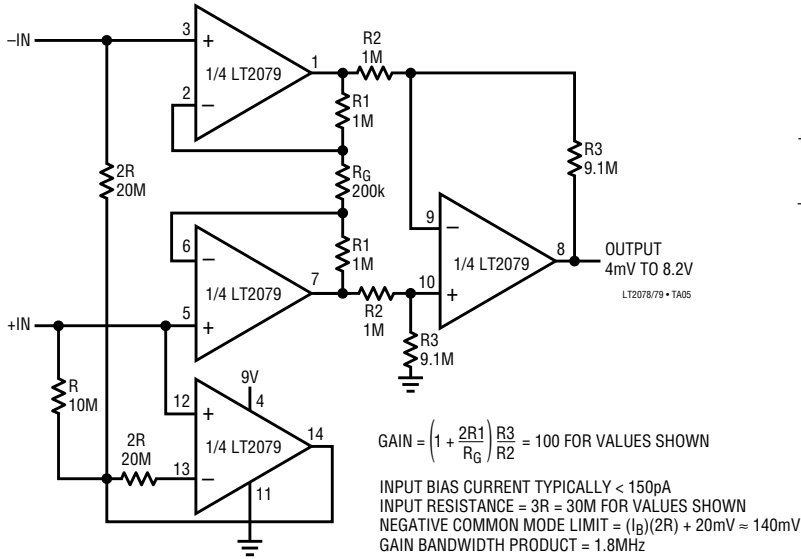 –IN
3
+
1/4 LT2079
2
–
1
R2
1M
R1
1M
RG
200k
2R
20M
R3
9.1M
6
–
1/4 LT2079
5
+
7
R1
1M
R2
1M
9
–
1/4 LT2079
10
+
8
OUTPUT
4mV TO 8.2V
LT2078/79 • TA05
R3
9.1M
+IN
R
10M
2R
20M
12
+
1/4 LT2079
13
–
9V
4
14
11
GAIN = (1 + 2R1/RG) R3/R2 = 100 FOR VALUES SHOWN
INPUT BIAS CURRENT TYPICALLY < 150pA
INPUT RESISTANCE = 3R = 30M FOR VALUES SHOWN
NEGATIVE COMMON MODE LIMIT = (IB)(2R) + 20mV ≈ 140mV
GAIN BANDWIDTH PRODUCT = 1.8MHz